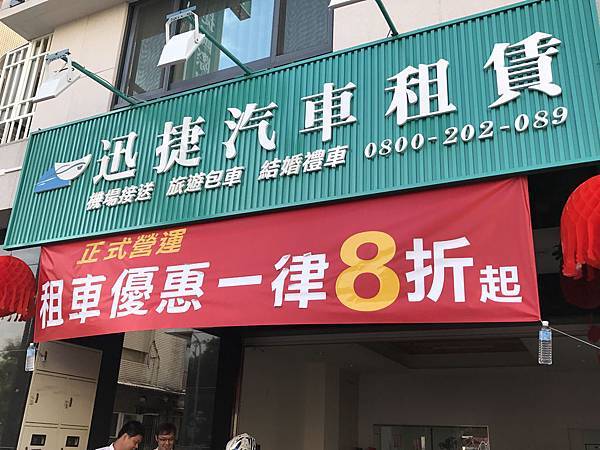 迅捷汽車租賃
機場接送 旅遊包車 結婚禮車 0800-202-089
正式營運
租車優惠一律8折起